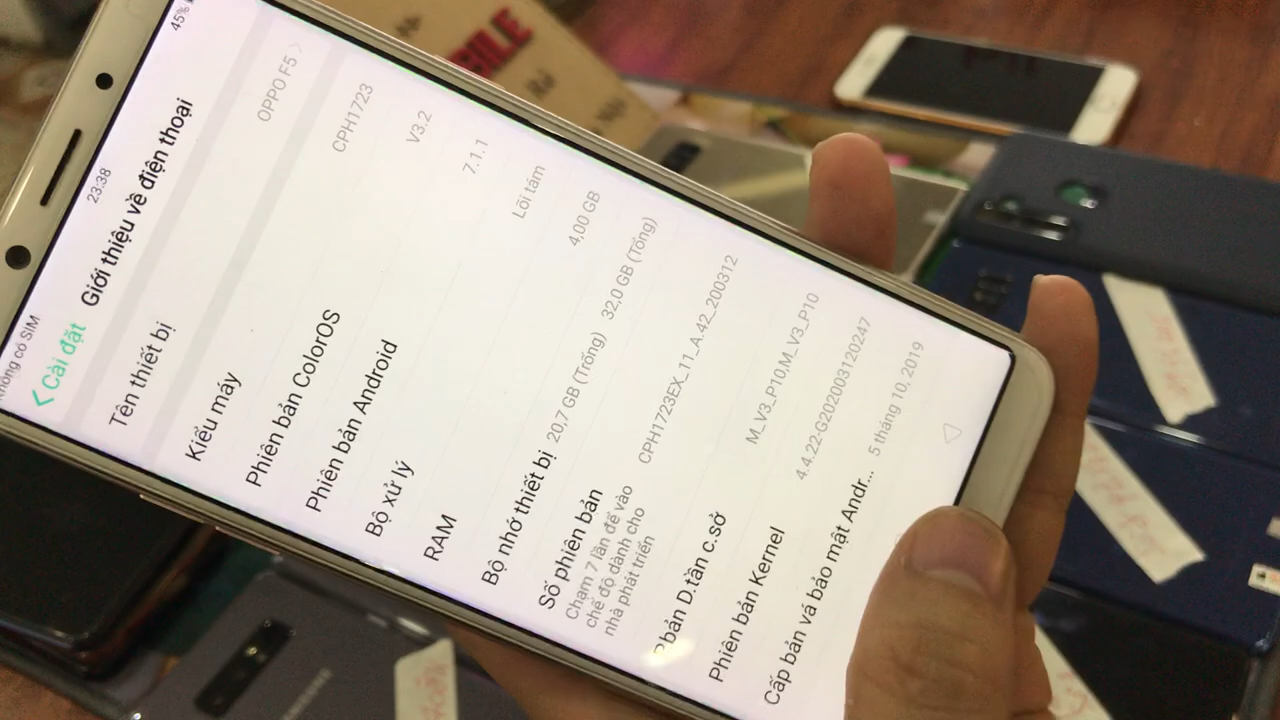 Không có SIM
23:38
45%
Cài đặt
Giới thiệu về điện thoại
Tên thiết bị OPPO F5
Kiểu máy CPH1723
Phiên bản ColorOS V3.2
Phiên bản Android 7.1.1
Bộ xử lý Lõi tám
RAM 4,00 GB
Bộ nhớ thiết bị 20,7 GB (Trống) 32,0 GB (Tổng)
Số phiên bản CPH1723EX_11_A.42_200312
Chạm 7 lần để vào
chế độ dành cho
nhà phát triển
P.bản D.tần c.sở M_V3_P10,M_V3_P10
Phiên bản Kernel 4.4.22-G202003120247
Cấp bản vá bảo mật Andr... 5 tháng 10, 2019
SAMSUNG